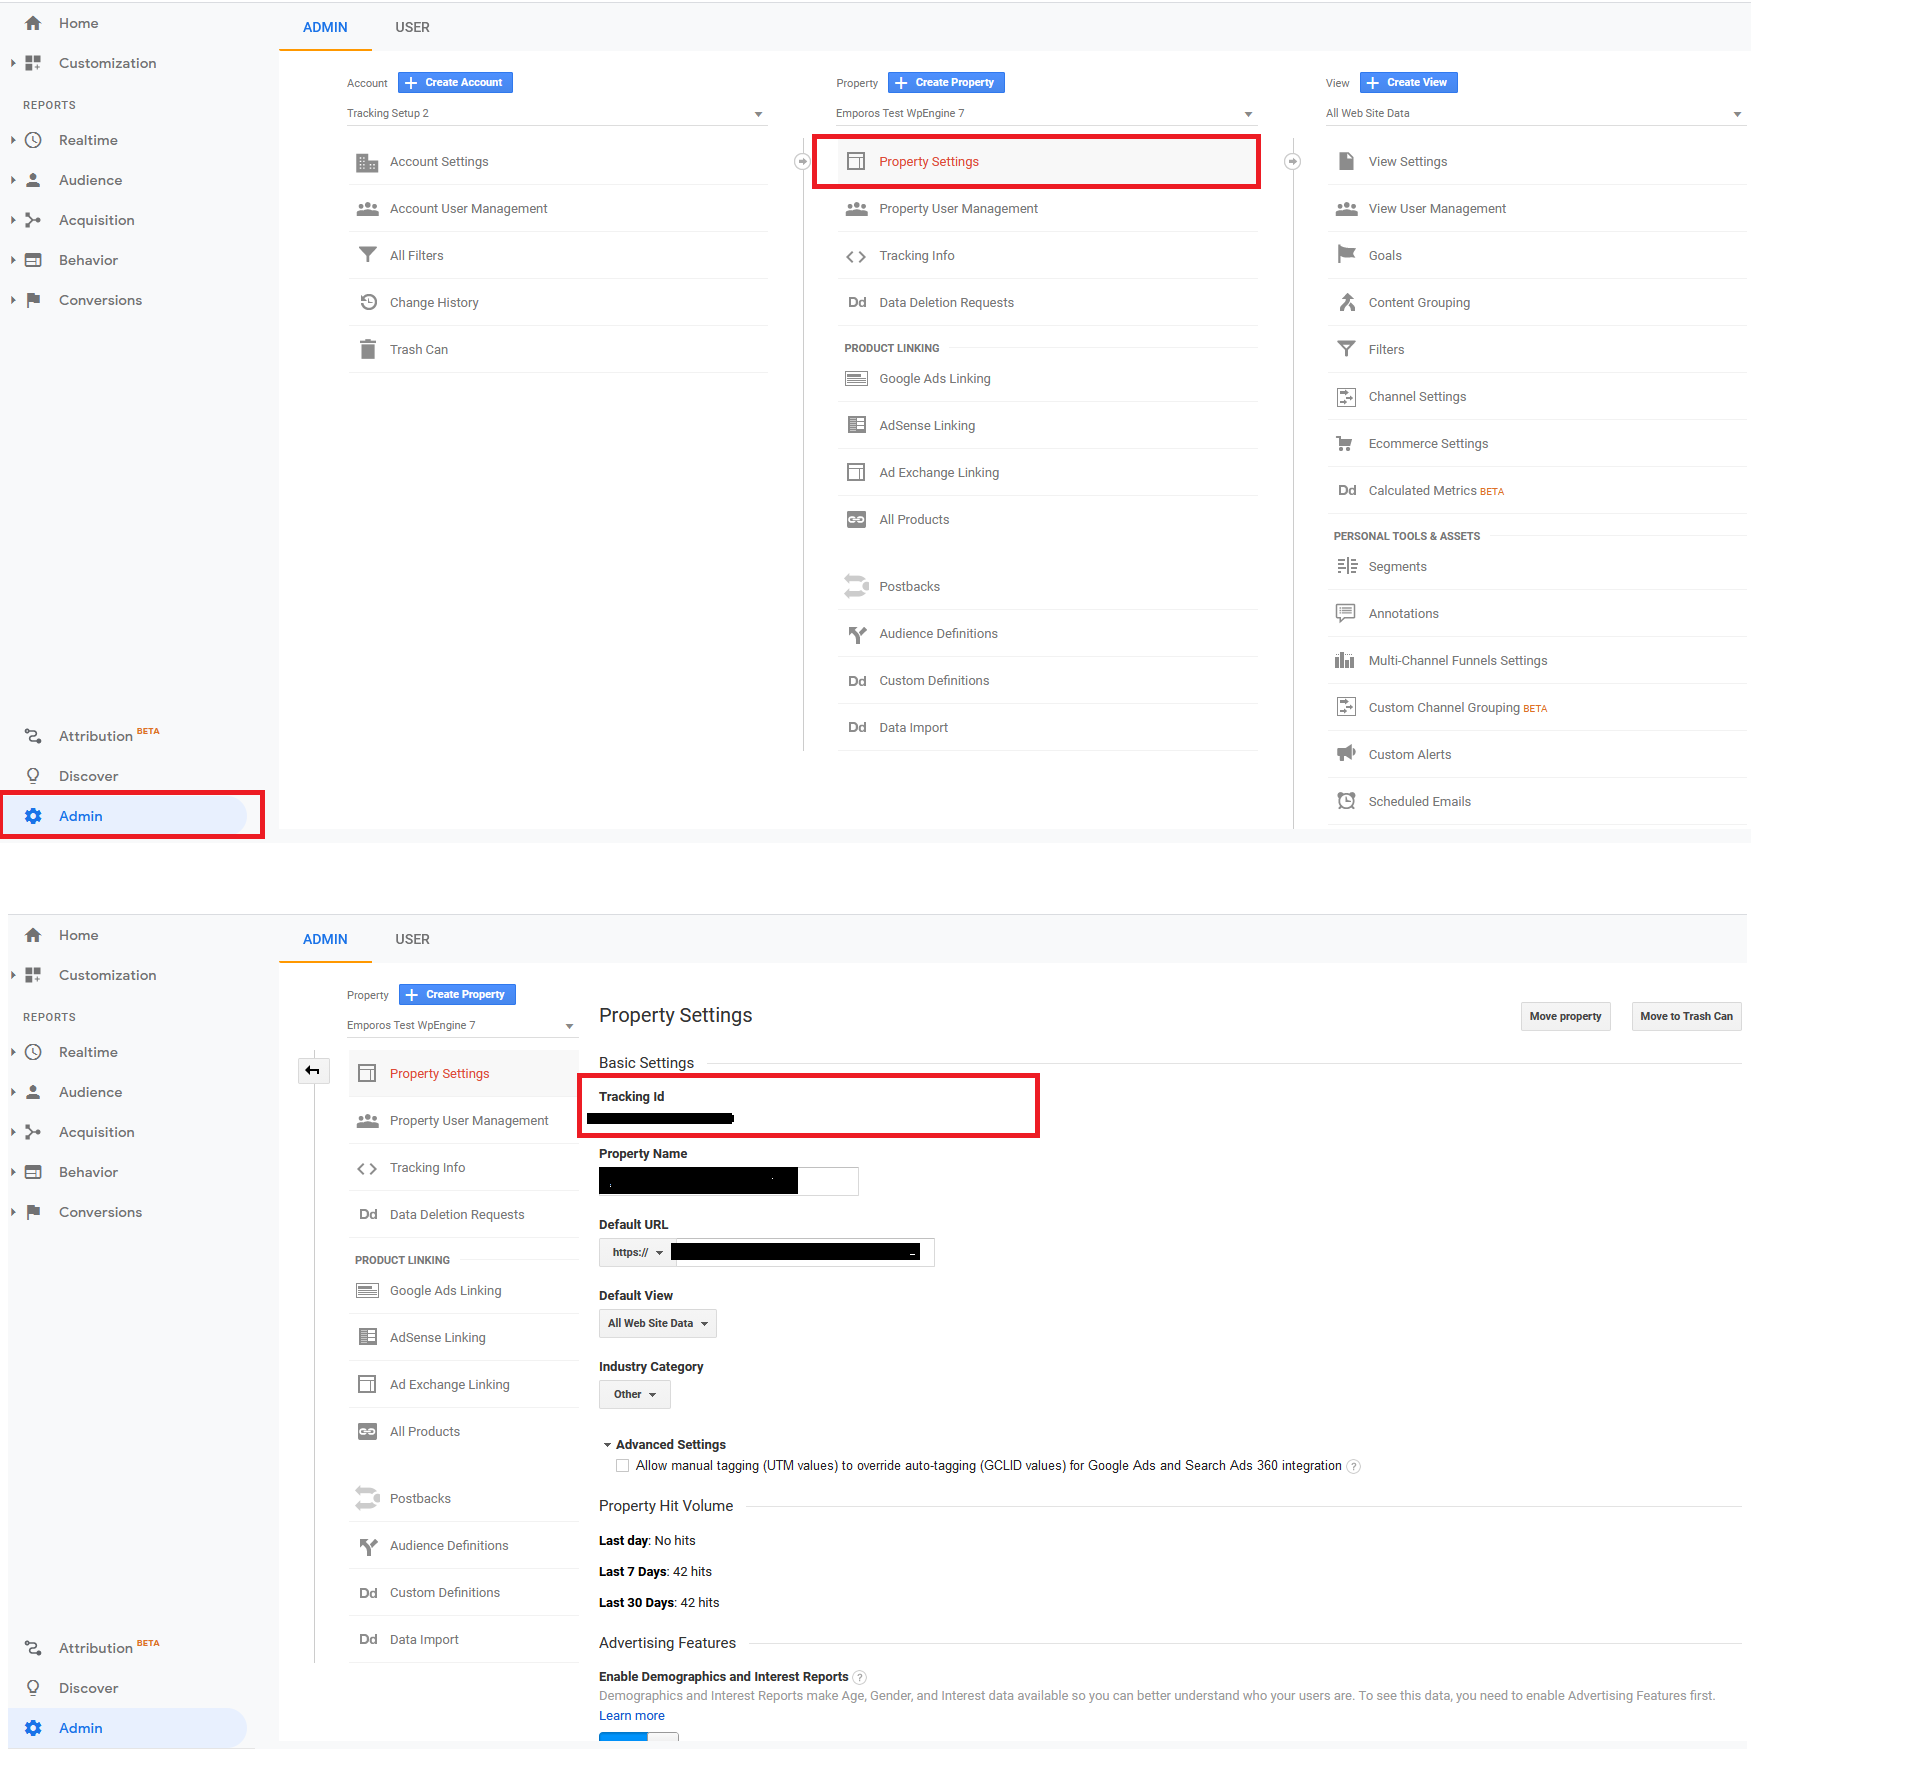 Home
Customization
REPORTS
Realtime
Audience
Acquisition
Behavior
Conversions
Attribution BETA
Discover
Admin
ADMIN USER
Account + Create Account
Tracking Setup 2
Account Settings
Account User Management
All Filters
Change History
Trash Can
Property + Create Property
Emporos Test WpEngine 7
Property Settings
Property User Management
Tracking Info
Dd Data Deletion Requests
PRODUCT LINKING
Google Ads Linking
AdSense Linking
Ad Exchange Linking
All Products
Postbacks
Audience Definitions
Dd Custom Definitions
Dd Data Import
View + Create View
All Web Site Data
View Settings
View User Management
Goals
Content Grouping
Filters
Channel Settings
Ecommerce Settings
Dd Calculated Metrics BETA
PERSONAL TOOLS & ASSETS
Segments
Annotations
Multi-Channel Funnels Settings
Custom Channel Grouping BETA
Custom Alerts
Scheduled Emails
Home
Customization
REPORTS
Realtime
Audience
Acquisition
Behavior
Conversions
Attribution BETA
Discover
Admin
ADMIN USER
Property + Create Property
Emporos Test WpEngine 7
Property Settings
Property User Management
Tracking Info
Dd Data Deletion Requests
PRODUCT LINKING
Google Ads Linking
AdSense Linking
Ad Exchange Linking
All Products
Postbacks
Audience Definitions
Dd Custom Definitions
Dd Data Import
Property Settings
Move property
Move to Trash Can
Basic Settings
Tracking Id
Property Name
Default URL
https://
Default View
All Web Site Data
Industry Category
Other
Advanced Settings
Allow manual tagging (UTM values) to override auto-tagging (GCLID values) for Google Ads and Search Ads 360 integration ?
Property Hit Volume
Last day: No hits
Last 7 Days: 42 hits
Last 30 Days: 42 hits
Advertising Features
Enable Demographics and Interest Reports ?
Demographics and Interest Reports make Age, Gender, and Interest data available so you can better understand who your users are. To see this data, you need to enable Advertising Features first.
Learn more